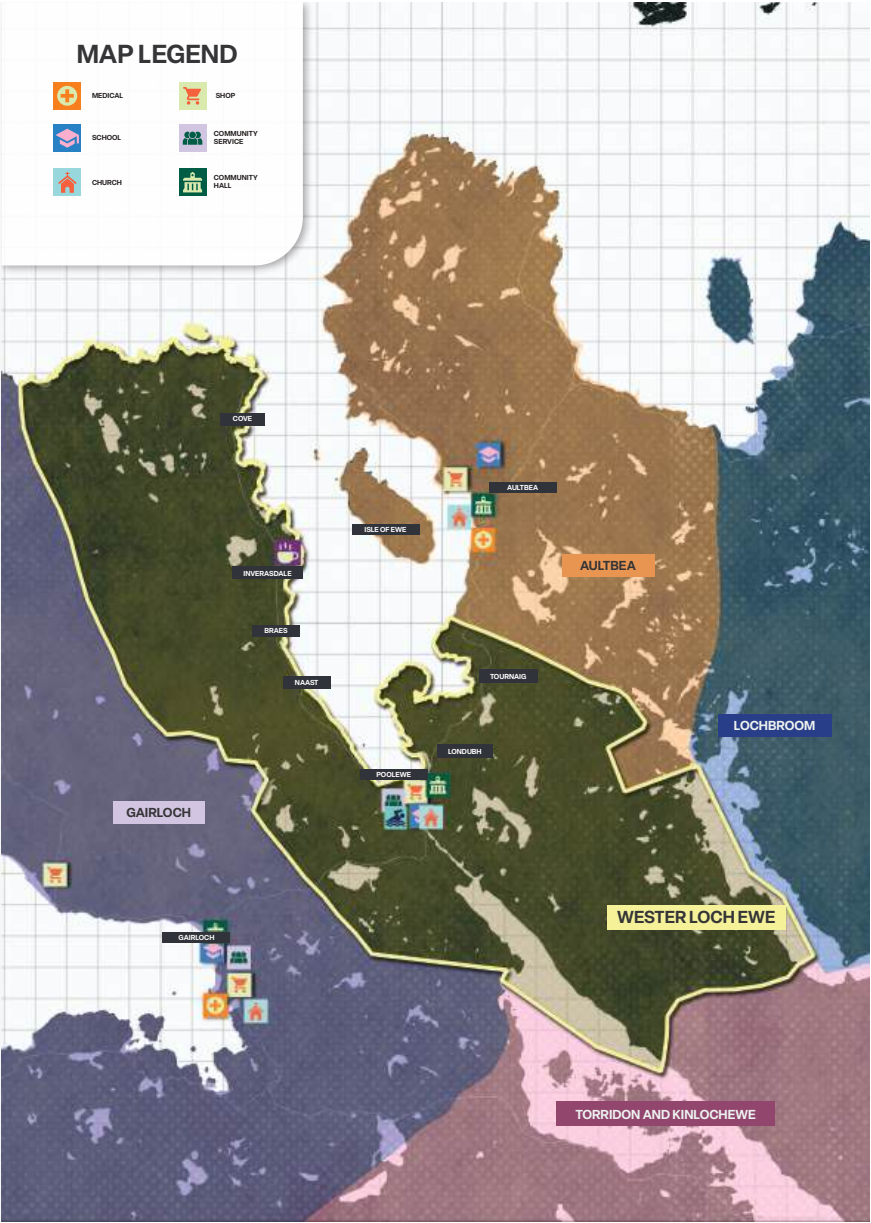 MAP LEGEND
MEDICAL
SHOP
SCHOOL
COMMUNITY
SERVICE
CHURCH
COMMUNITY
HALL
COVE
AULTBEA
ISLE OF EWE
AULTBEA
INVERASDALE
BRAES
TOURNAIG
NAAST
LOCHBROOM
LONDUBH
POOLEWE
GAIRLOCH
WESTER LOCH EWE
GAIRLOCH
TORRIDON AND KINLOCHEWE